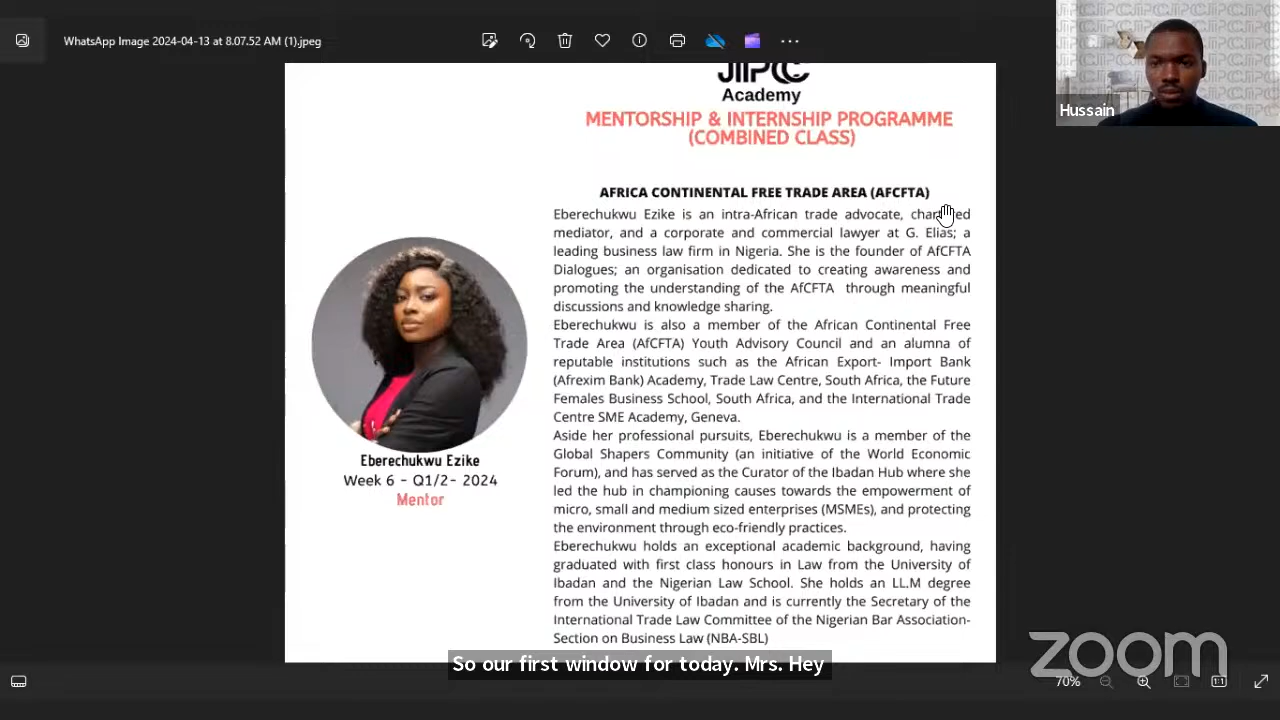 WhatsApp Image 2024-04-13 at 8.07.52 AM (1).jpeg
Hussain
JIPCC
Academy
MENTORSHIP & INTERNSHIP PROGRAMME
(COMBINED CLASS)
AFRICA CONTINENTAL FREE TRADE AREA (AFCFTA)
Eberechukwu Ezike is an intra-African trade advocate, chartered
mediator, and a corporate and commercial lawyer at G. Elias; a
leading business law firm in Nigeria. She is the founder of AfCFTA
Dialogues; an organisation dedicated to creating awareness and
promoting the understanding of the AfCFTA through meaningful
discussions and knowledge sharing.
Eberechukwu is also a member of the African Continental Free
Trade Area (AfCFTA) Youth Advisory Council and an alumna of
reputable institutions such as the African Export- Import Bank
(Afrexim Bank) Academy, Trade Law Centre, South Africa, the Future
Females Business School, South Africa, and the International Trade
Centre SME Academy, Geneva.
Aside her professional pursuits, Eberechukwu is a member of the
Global Shapers Community (an initiative of the World Economic
Forum), and has served as the Curator of the Ibadan Hub where she
led the hub in championing causes towards the empowerment of
micro, small and medium sized enterprises (MSMEs), and protecting
the environment through eco-friendly practices.
Eberechukwu holds an exceptional academic background, having
graduated with first class honours in Law from the University of
Ibadan and the Nigerian Law School. She holds an LL.M degree
from the University of Ibadan and is currently the Secretary of the
International Trade Law Committee of the Nigerian Bar Association-
Section on Business Law (NBA-SBL)
Eberechukwu Ezike
Week 6 - Q1/2- 2024
Mentor
So our first window for today. Mrs. Hey
zoom
70%
1:1